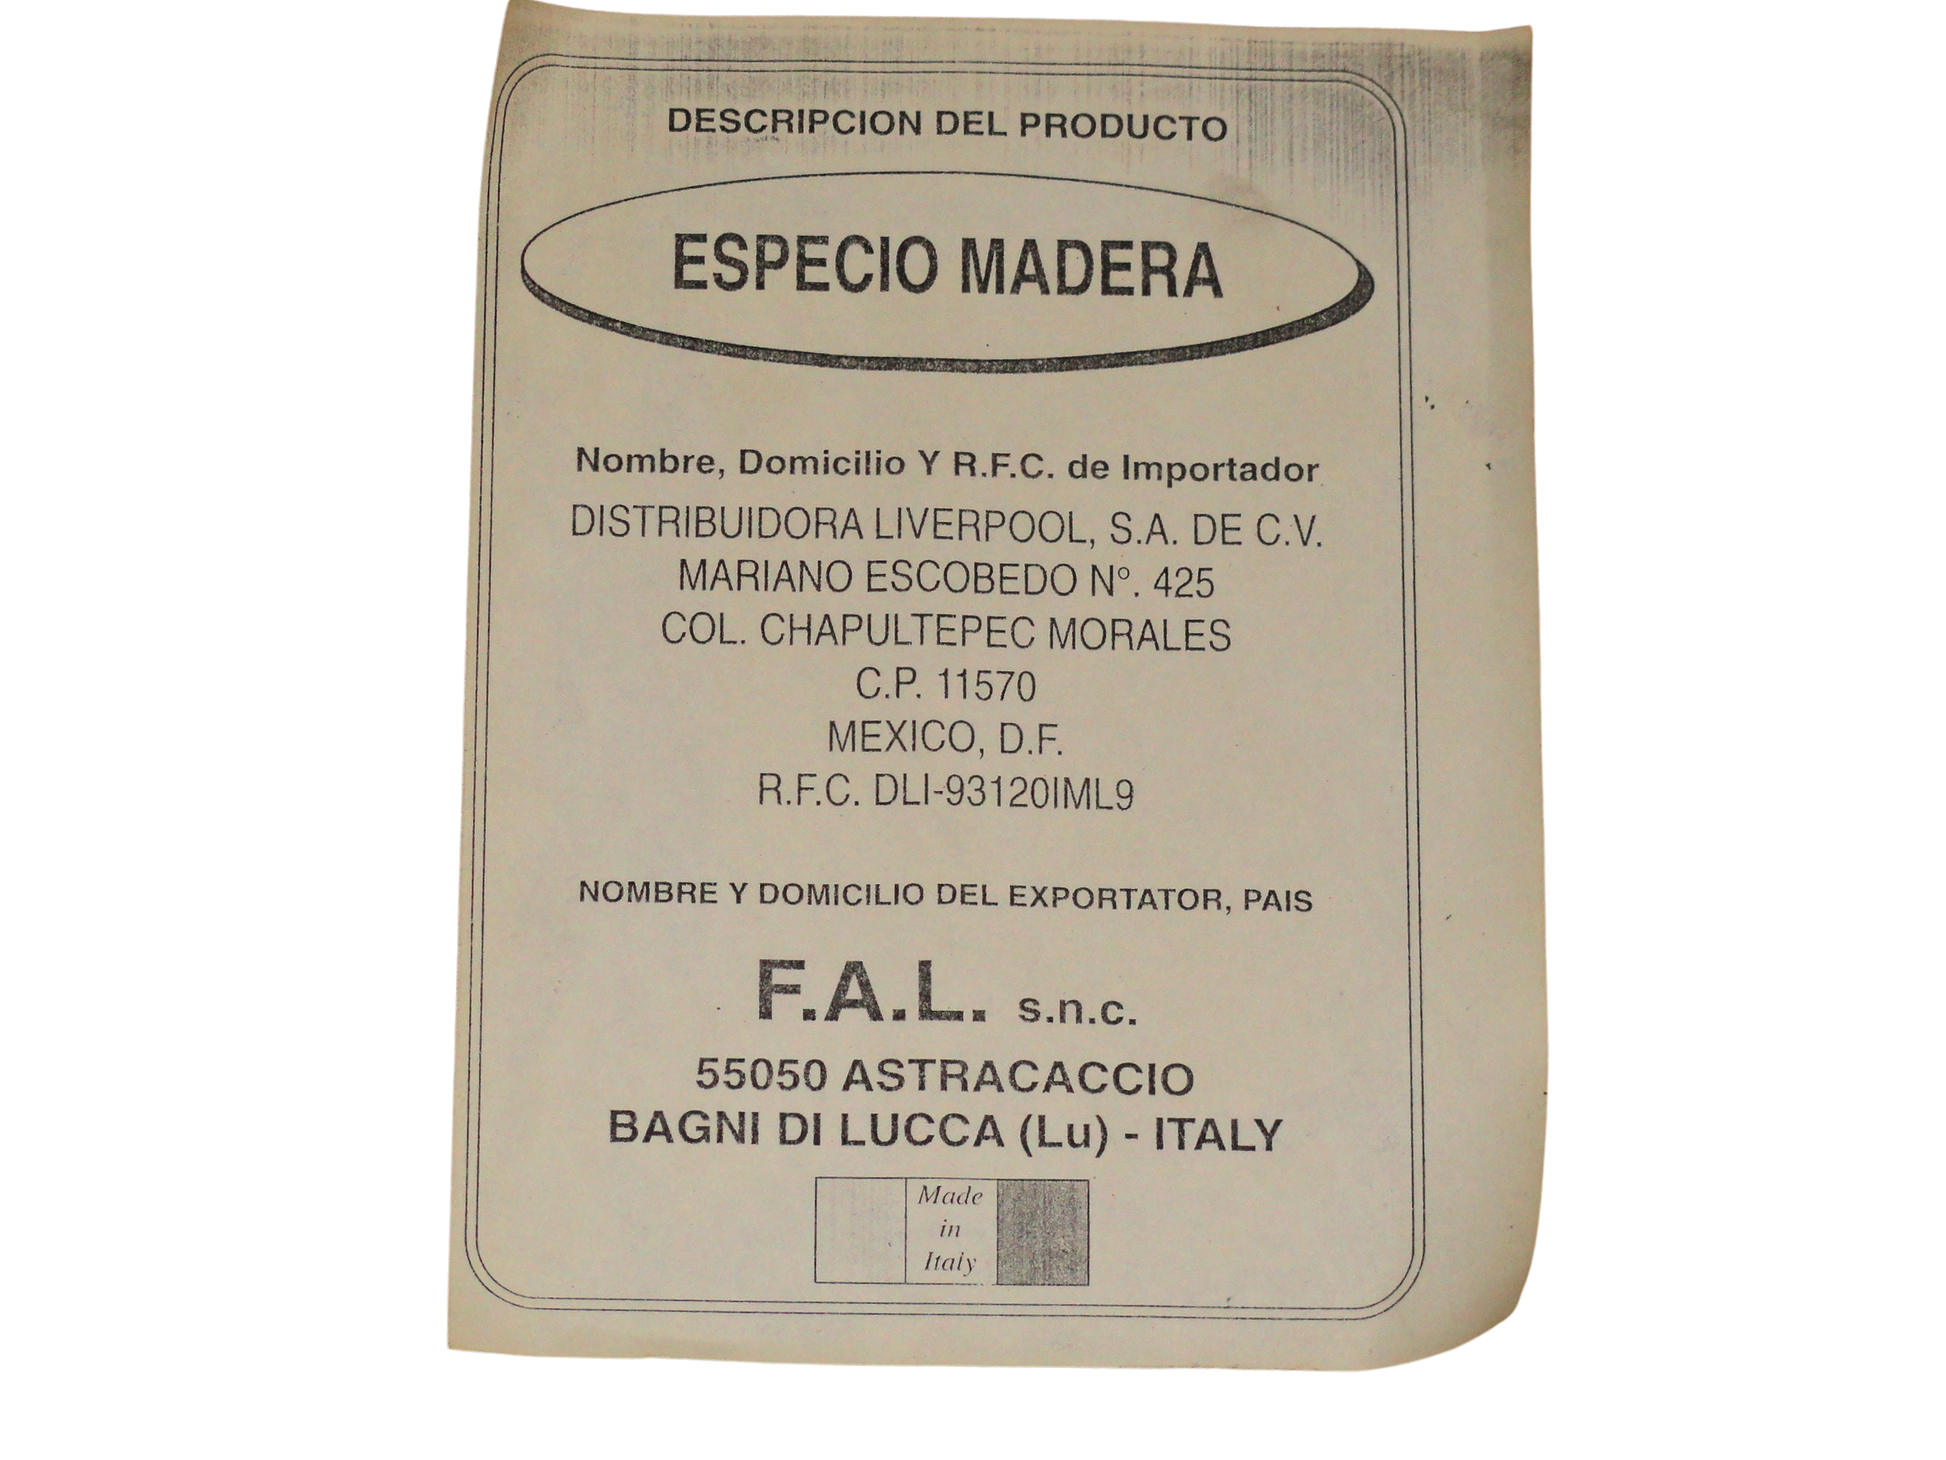 DESCRIPCION DEL PRODUCTO
ESPECIO MADERA
Nombre, Domicilio Y R.F.C. de Importador
DISTRIBUIDORA LIVERPOOL, S.A. DE C.V.
MARIANO ESCOBEDO Nº. 425
COL. CHAPULTEPEC MORALES
C.P. 11570
MEXICO, D.F.
R.F.C. DLI-93120IML9
NOMBRE Y DOMICILIO DEL EXPORTATOR, PAIS
F.A.L. s.n.c.
55050 ASTRACACCIO
BAGNI DI LUCCA (Lu) - ITALY
Made
in
Italy